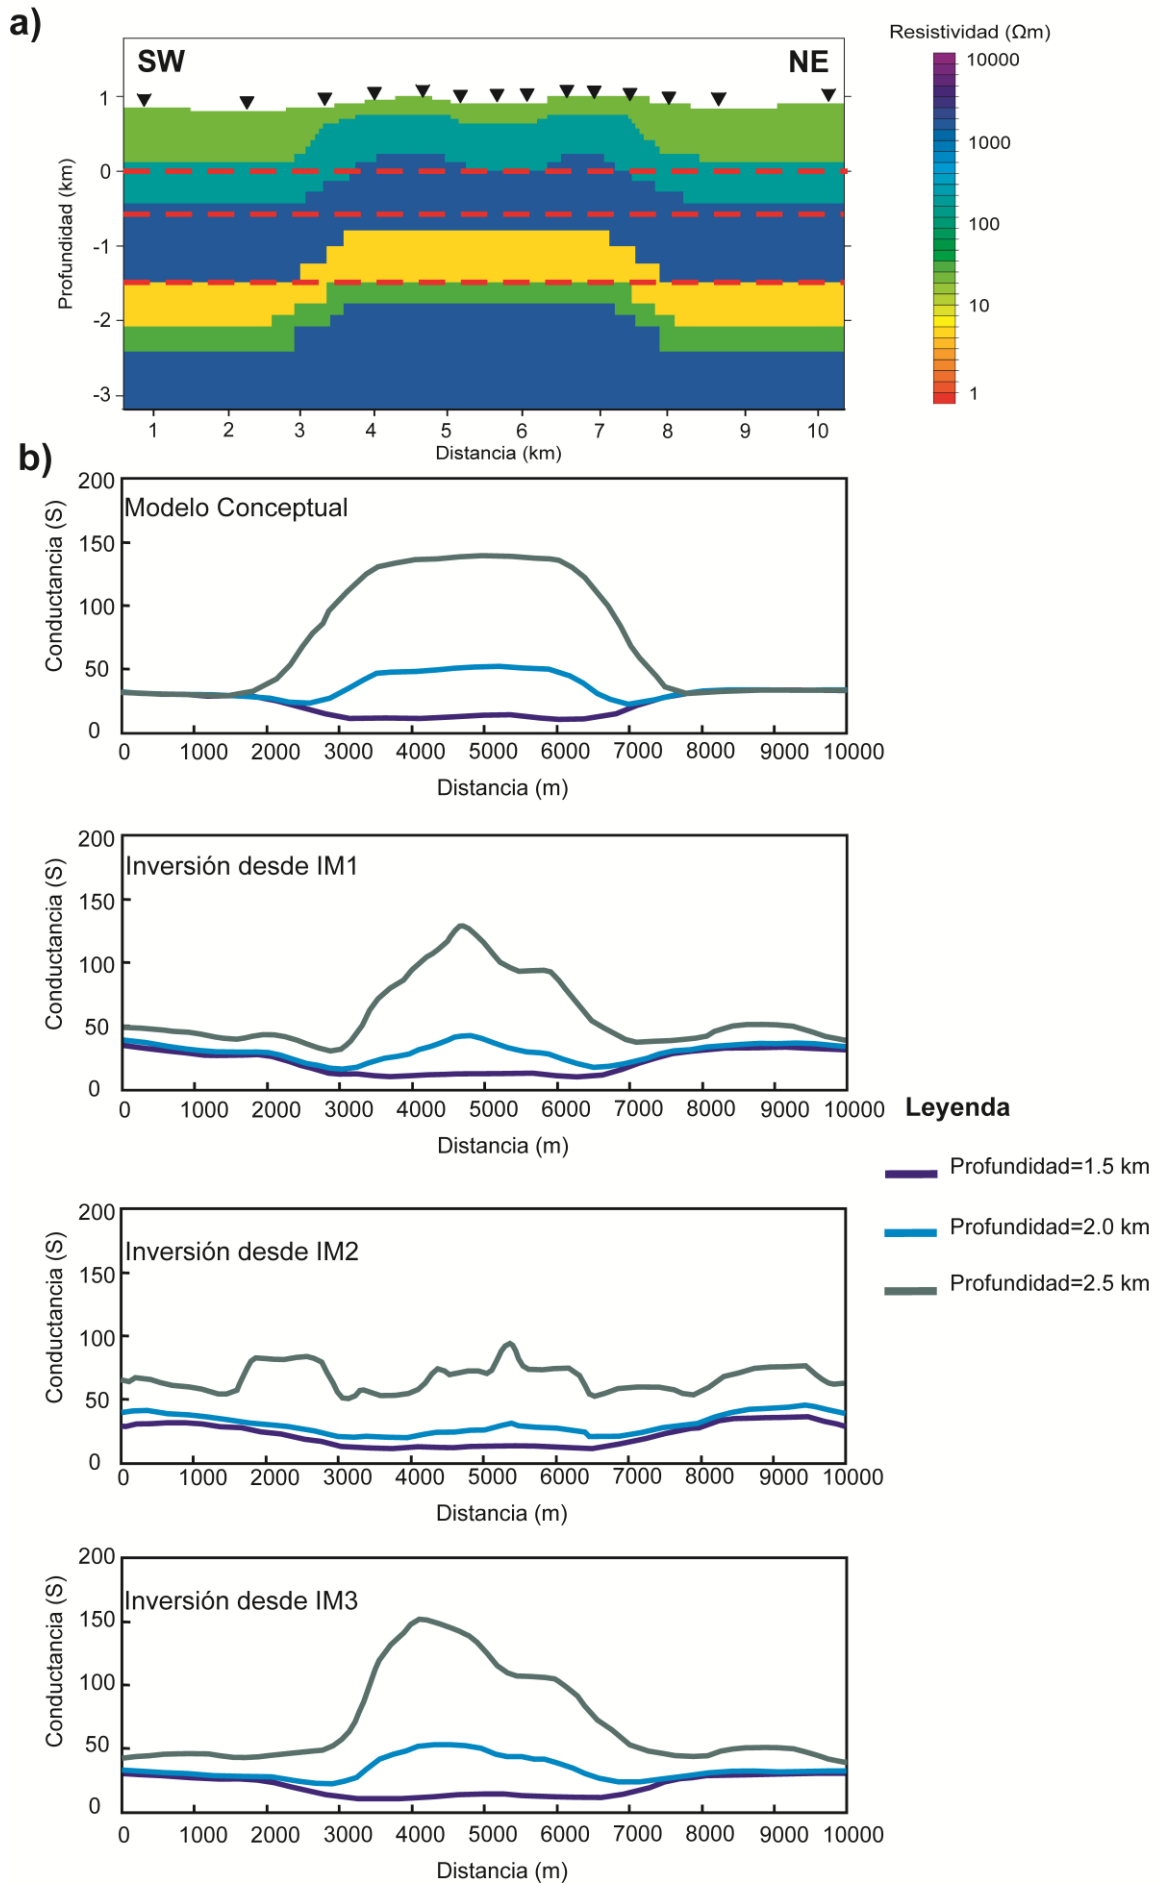 a)
Resistividad (Ωm)
SW
NE
10000
1000
100
10
1
Profundidad (km)
1
0
-1
-2
-3
1 2 3 4 5 6 7 8 9 10
Distancia (km)
b)
Modelo Conceptual
Conductancia (S)
200
150
100
50
0
0 1000 2000 3000 4000 5000 6000 7000 8000 9000 10000
Distancia (m)
Inversión desde IM1
Conductancia (S)
200
150
100
50
0
0 1000 2000 3000 4000 5000 6000 7000 8000 9000 10000
Distancia (m)
Leyenda
Profundidad=1.5 km
Profundidad=2.0 km
Profundidad=2.5 km
Inversión desde IM2
Conductancia (S)
200
150
100
50
0
0 1000 2000 3000 4000 5000 6000 7000 8000 9000 10000
Distancia (m)
Inversión desde IM3
Conductancia (S)
200
150
100
50
0
0 1000 2000 3000 4000 5000 6000 7000 8000 9000 10000
Distancia (m)